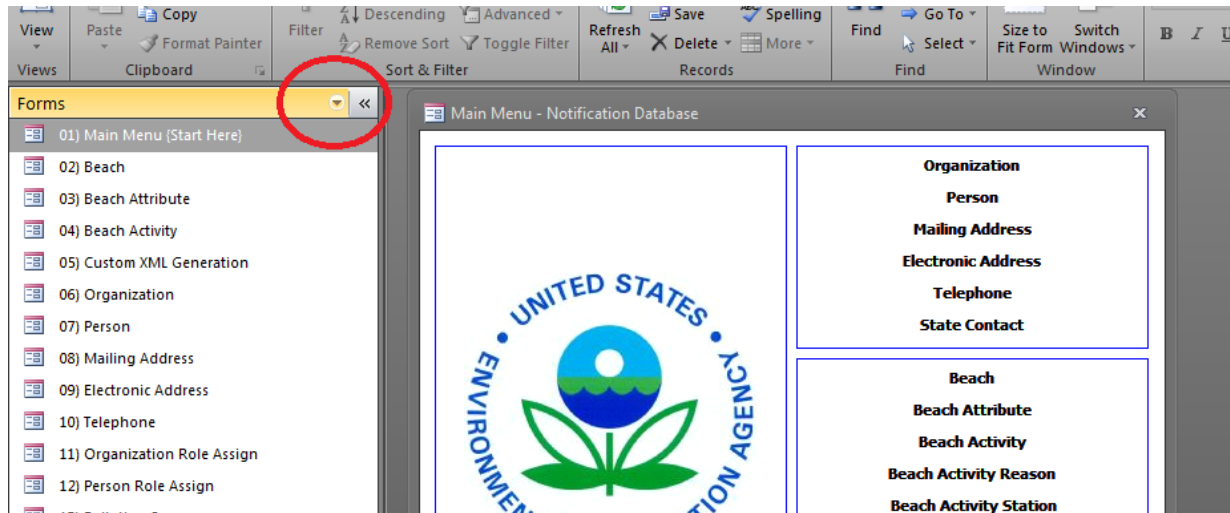 Copy
Descending
Advanced
Save
Spelling
Go To
View
Paste
Format Painter
Filter
Remove Sort
Toggle Filter
Refresh
All
Delete
More
Find
Select
Size to
Fit Form
Switch
Windows
B I U
Views
Clipboard
Sort & Filter
Records
Find
Window
Forms
01) Main Menu {Start Here}
02) Beach
03) Beach Attribute
04) Beach Activity
05) Custom XML Generation
06) Organization
07) Person
08) Mailing Address
09) Electronic Address
10) Telephone
11) Organization Role Assign
12) Person Role Assign
Main Menu - Notification Database
UNITED STATES
AGENCY
Organization
Person
Mailing Address
Electronic Address
Telephone
State Contact
Beach
Beach Attribute
Beach Activity
Beach Activity Reason
Beach Activity Station